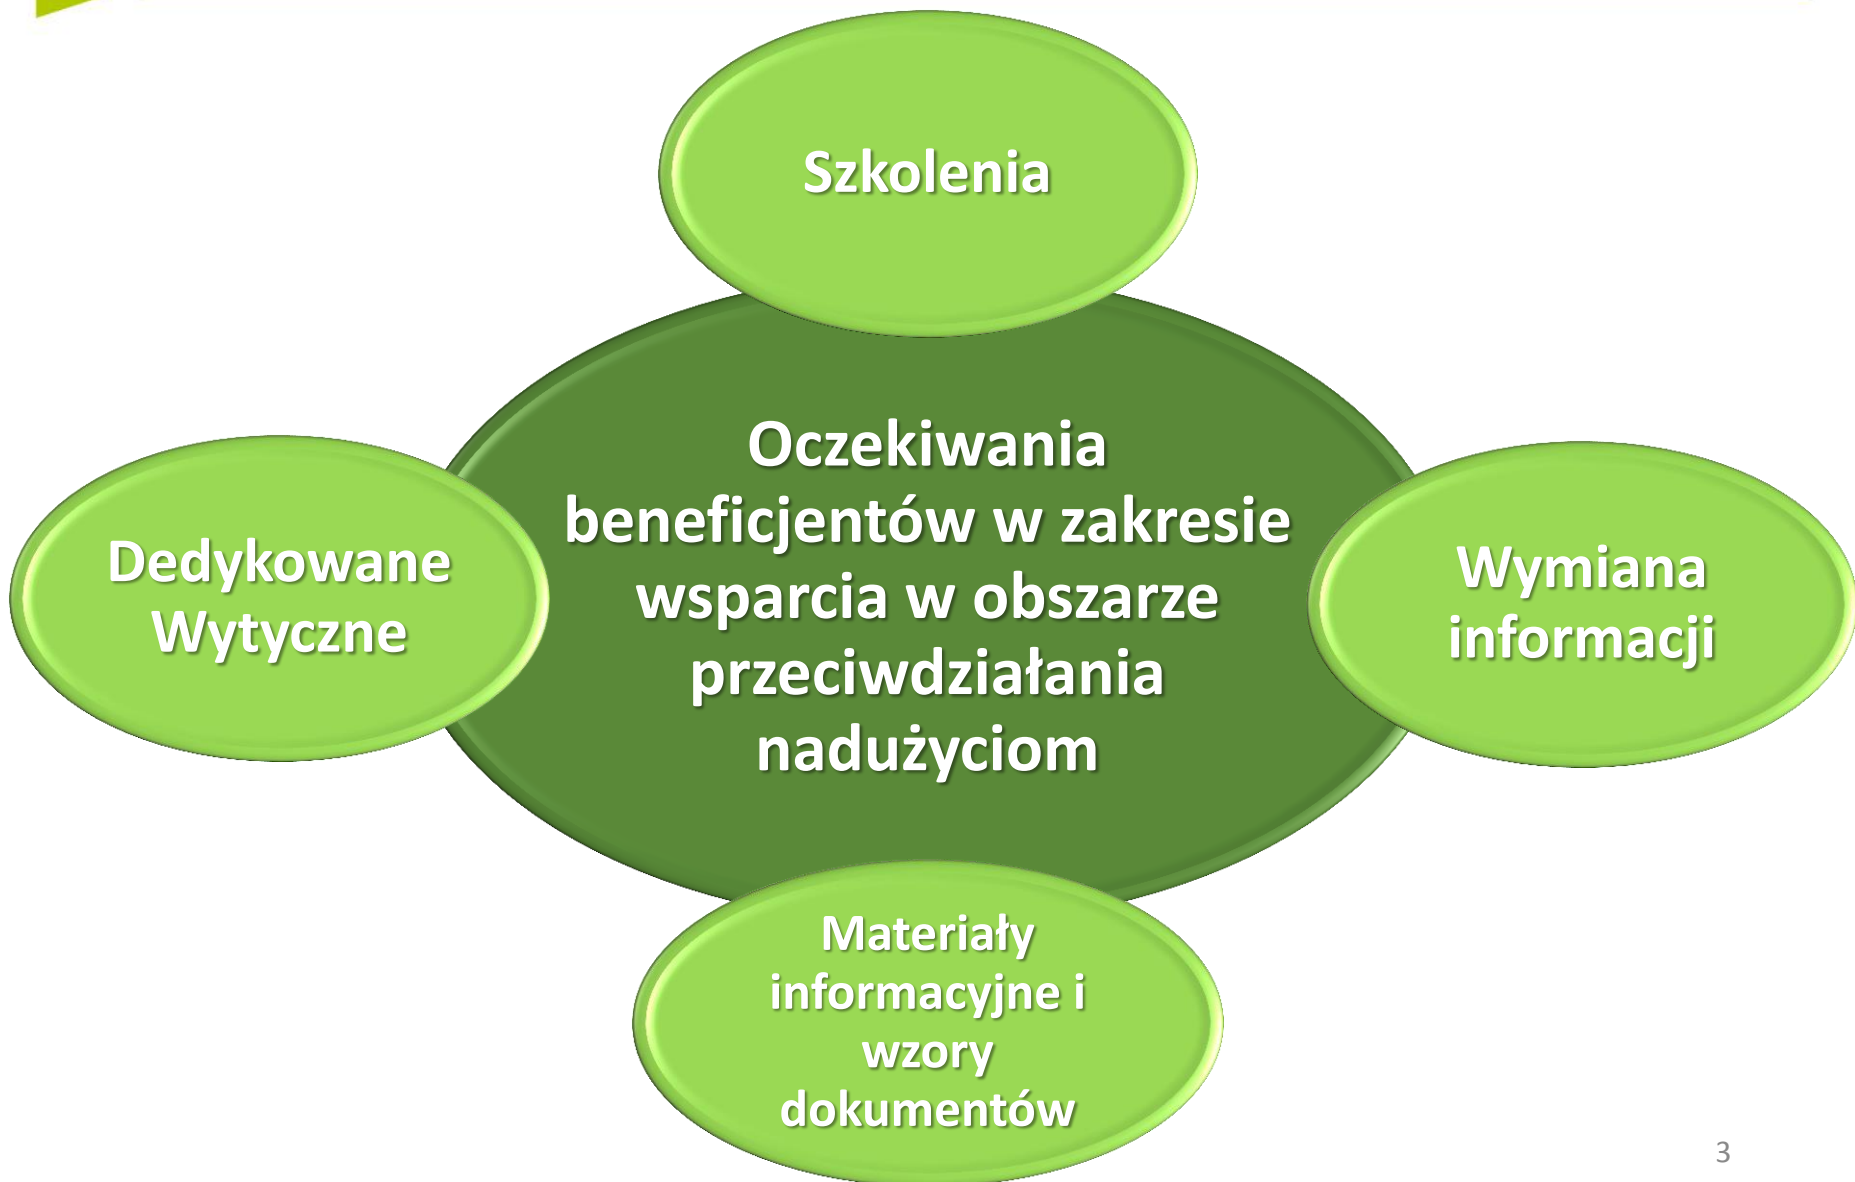 Szkolenia
Oczekiwania
beneficjentów w zakresie
wsparcia w obszarze
przeciwdziałania
nadużyciom
Dedykowane
Wytyczne
Wymiana
informacji
Materiały
informacyjne i
wzory
dokumentów
3